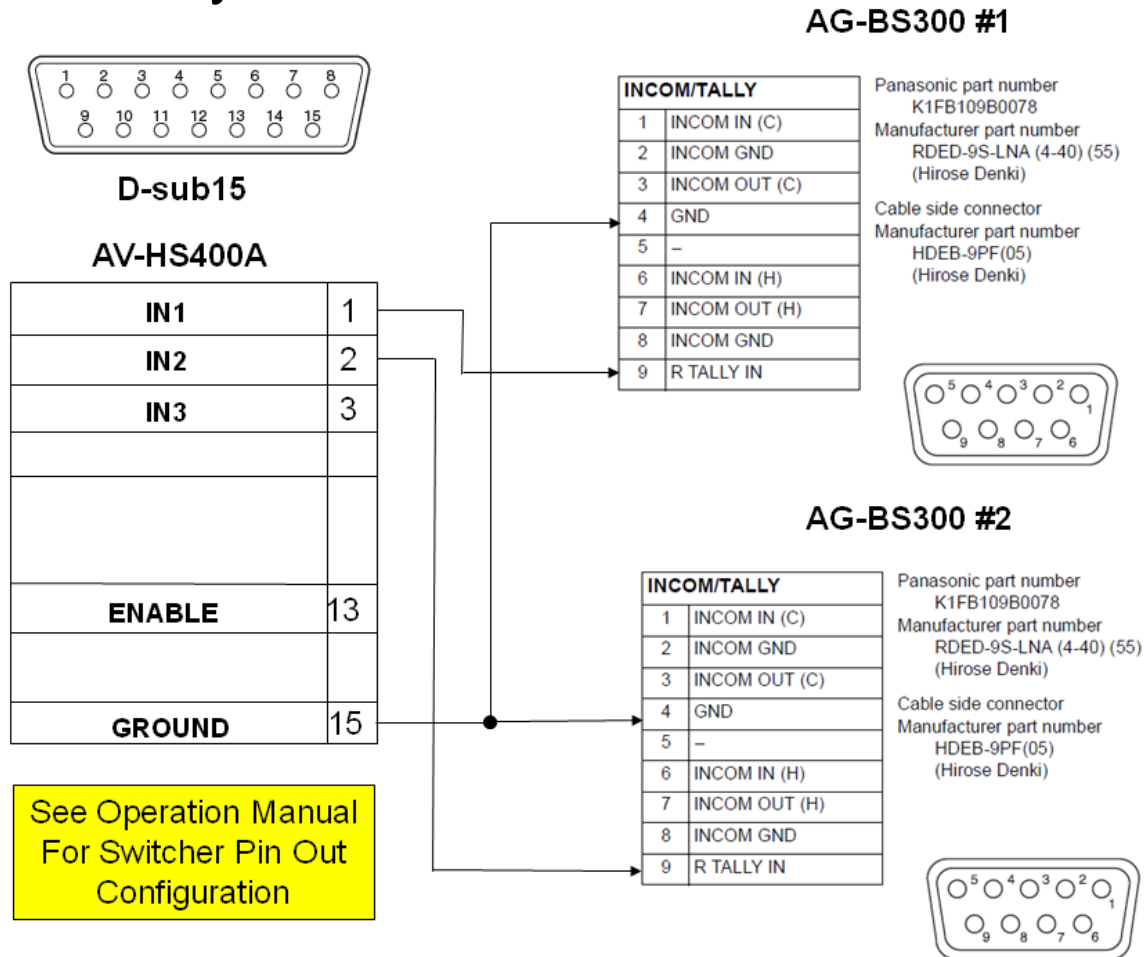 y
AG-BS300 #1
1 2 3 4 5 6 7 8
9 10 11 12 13 14 15
D-sub15
AV-HS400A
IN1 1
IN2 2
IN3 3
ENABLE 13
GROUND 15
See Operation Manual
For Switcher Pin Out
Configuration
INCOM/TALLY
1 INCOM IN (C)
2 INCOM GND
3 INCOM OUT (C)
4 GND
5 –
6 INCOM IN (H)
7 INCOM OUT (H)
8 INCOM GND
9 R TALLY IN
Panasonic part number
K1FB109B0078
Manufacturer part number
RDED-9S-LNA (4-40) (55)
(Hirose Denki)
Cable side connector
Manufacturer part number
HDEB-9PF(05)
(Hirose Denki)
5 4 3 2 1
9 8 7 6
AG-BS300 #2
INCOM/TALLY
1 INCOM IN (C)
2 INCOM GND
3 INCOM OUT (C)
4 GND
5 –
6 INCOM IN (H)
7 INCOM OUT (H)
8 INCOM GND
9 R TALLY IN
Panasonic part number
K1FB109B0078
Manufacturer part number
RDED-9S-LNA (4-40) (55)
(Hirose Denki)
Cable side connector
Manufacturer part number
HDEB-9PF(05)
(Hirose Denki)
5 4 3 2 1
9 8 7 6